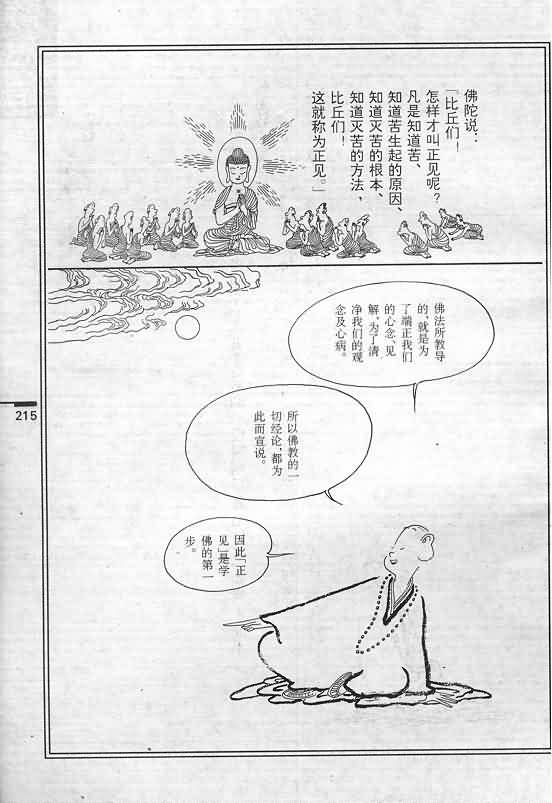 佛陀说：
「比丘们！
怎样才叫正见呢？
凡是知道苦、
知道苦生起的原因、
知道灭苦的根本、
知道灭苦的方法，
比丘们！
这就称为正见。」
佛法所教导
的，就是为
了端正我们
的心念、见
解，为了清
净我们的观
念及心病。
所以佛教的一
切经论，都为
此而宣说。
因此「正
见」是学
佛的第一
步。
215